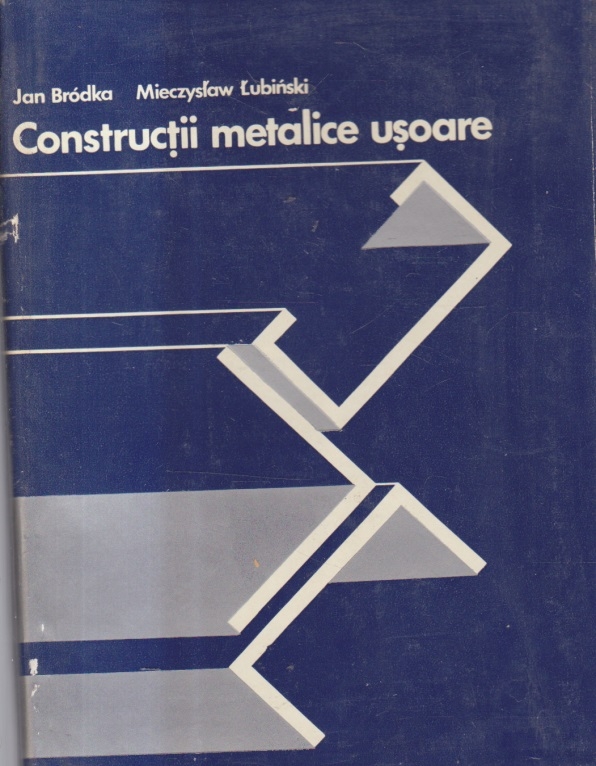 Jan Bródka Mieczysław Łubiński
Construcții metalice ușoare